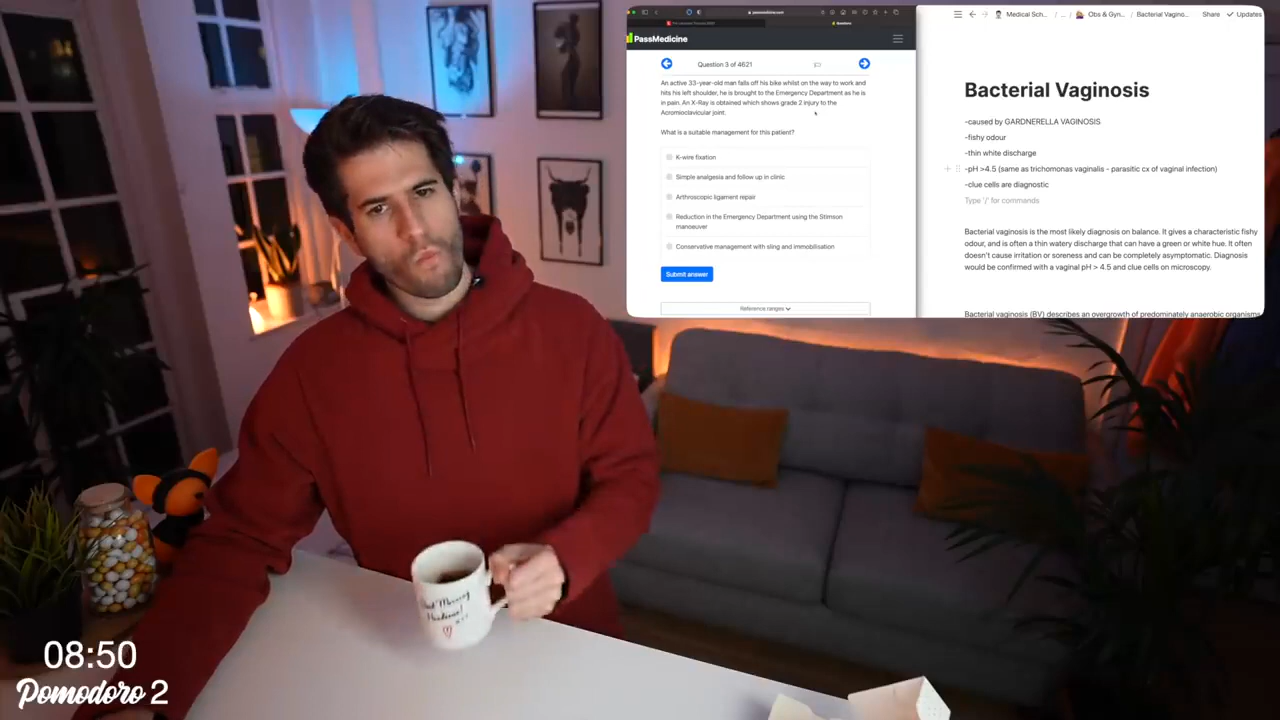 PassMedicine
Question 3 of 4621
An active 33-year-old man falls off his bike whilst on the way to work and
hits his left shoulder, he is brought to the Emergency Department as he is
in pain. An X-Ray is obtained which shows grade 2 injury to the
Acromioclavicular joint.
What is a suitable management for this patient?
K-wire fixation
Simple analgesia and follow up in clinic
Arthroscopic ligament repair
Reduction in the Emergency Department using the Stimson
manoeuver
Conservative management with sling and immobilisation
Submit answer
Reference ranges
Medical Sch... / ... / Obs & Gyn... / Bacterial Vagino... Share Updates
Bacterial Vaginosis
-caused by GARDNERELLA VAGINOSIS
-fishy odour
-thin white discharge
-pH >4.5 (same as trichomonas vaginalis - parasitic cx of vaginal infection)
-clue cells are diagnostic
Type '/' for commands
Bacterial vaginosis is the most likely diagnosis on balance. It gives a characteristic fishy
odour, and is often a thin watery discharge that can have a green or white hue. It often
doesn't cause irritation or soreness and can be completely asymptomatic. Diagnosis
would be confirmed with a vaginal pH > 4.5 and clue cells on microscopy.
Bacterial vaginosis (BV) describes an overgrowth of predominately anaerobic organisms
08:50
Pomodoro 2